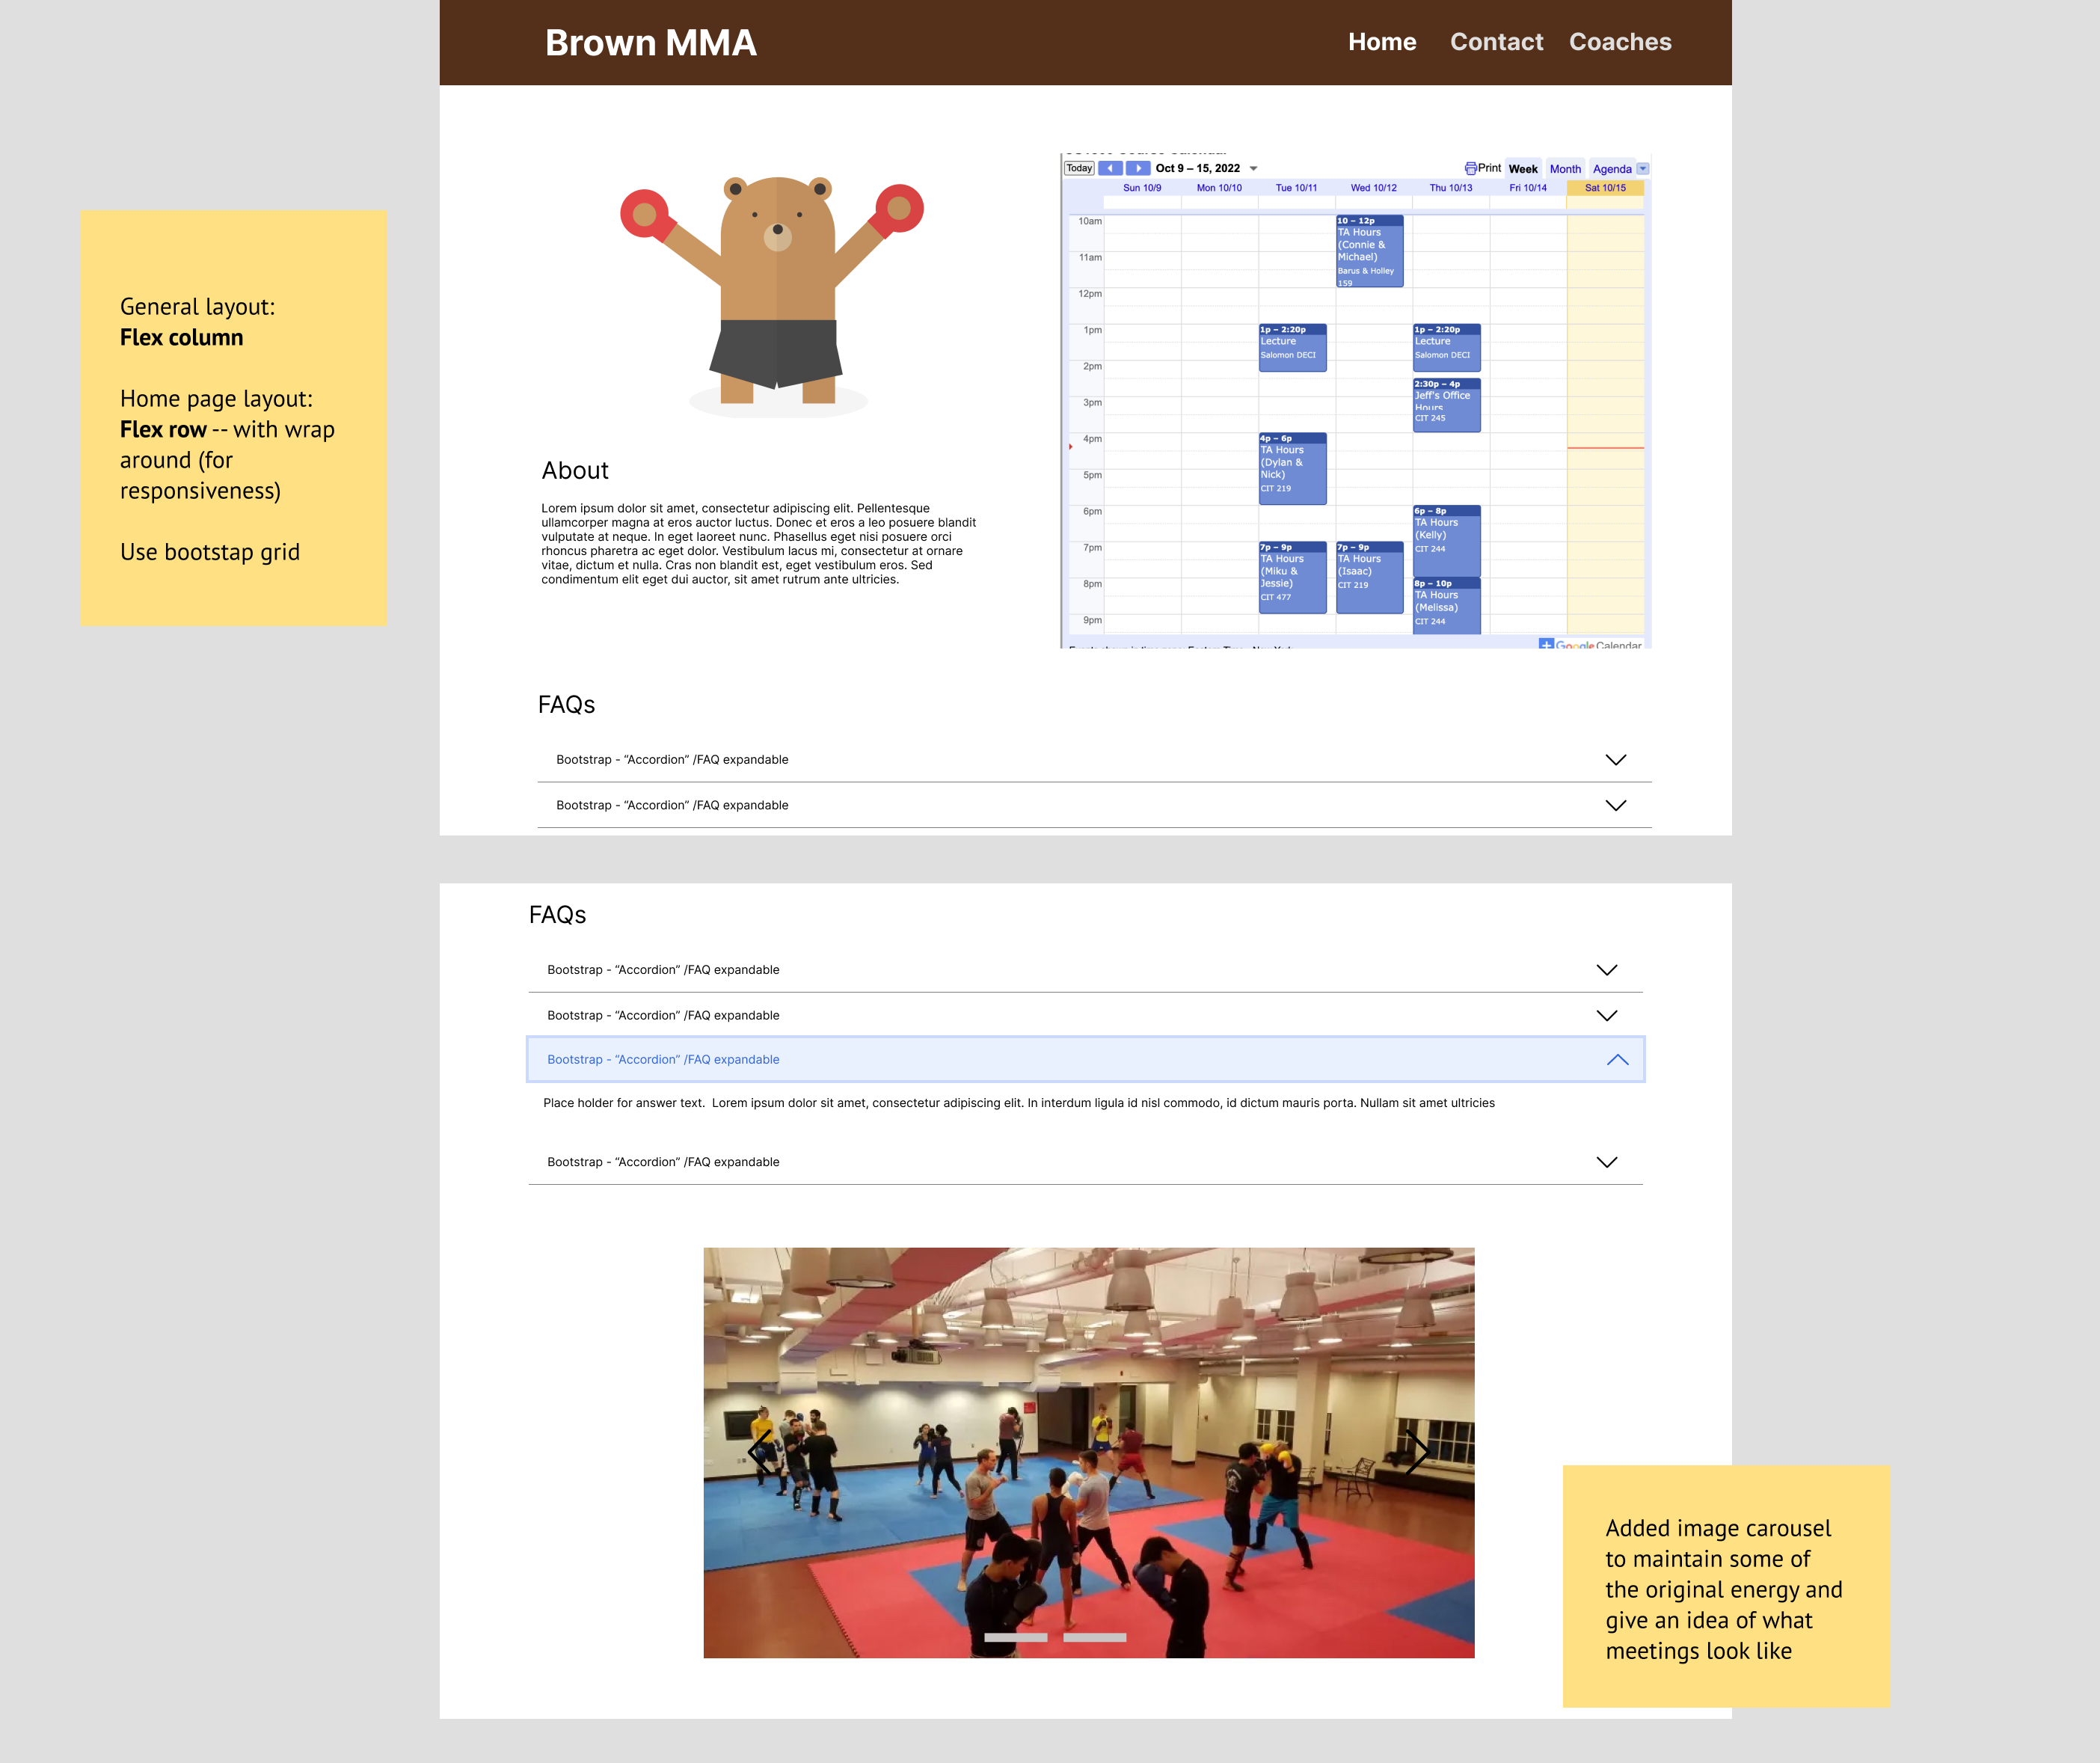 Brown MMA
Home Contact Coaches
General layout:
Flex column
Home page layout:
Flex row -- with wrap
around (for
responsiveness)
Use bootstap grid
Today
Oct 9 – 15, 2022
Print Week Month Agenda
Sun 10/9 Mon 10/10 Tue 10/11 Wed 10/12 Thu 10/13 Fri 10/14 Sat 10/15
10am
11am
12pm
1pm
2pm
3pm
4pm
5pm
6pm
7pm
8pm
9pm
10 – 12p
TA Hours
(Connie &
Michael)
Barus & Holley
159
1p – 2:20p
Lecture
Salomon DECI
1p – 2:20p
Lecture
Salomon DECI
2:30p – 4p
Jeff's Office
Hours
CIT 245
4p – 6p
TA Hours
(Dylan &
Nick)
CIT 219
6p – 8p
TA Hours
(Kelly)
CIT 244
7p – 9p
TA Hours
(Miku &
Jessie)
CIT 477
7p – 9p
TA Hours
(Isaac)
CIT 219
8p – 10p
TA Hours
(Melissa)
CIT 244
Google Calendar
About
Lorem ipsum dolor sit amet, consectetur adipiscing elit. Pellentesque
ullamcorper magna at eros auctor luctus. Donec et eros a leo posuere blandit
vulputate at neque. In eget laoreet nunc. Phasellus eget nisi posuere orci
rhoncus pharetra ac eget dolor. Vestibulum lacus mi, consectetur at ornare
vitae, dictum et nulla. Cras non blandit est, eget vestibulum eros. Sed
condimentum elit eget dui auctor, sit amet rutrum ante ultricies.
FAQs
Bootstrap - “Accordion” /FAQ expandable
Bootstrap - “Accordion” /FAQ expandable
FAQs
Bootstrap - “Accordion” /FAQ expandable
Bootstrap - “Accordion” /FAQ expandable
Bootstrap - “Accordion” /FAQ expandable
Place holder for answer text.  Lorem ipsum dolor sit amet, consectetur adipiscing elit. In interdum ligula id nisl commodo, id dictum mauris porta. Nullam sit amet ultricies
Bootstrap - “Accordion” /FAQ expandable
Added image carousel
to maintain some of
the original energy and
give an idea of what
meetings look like